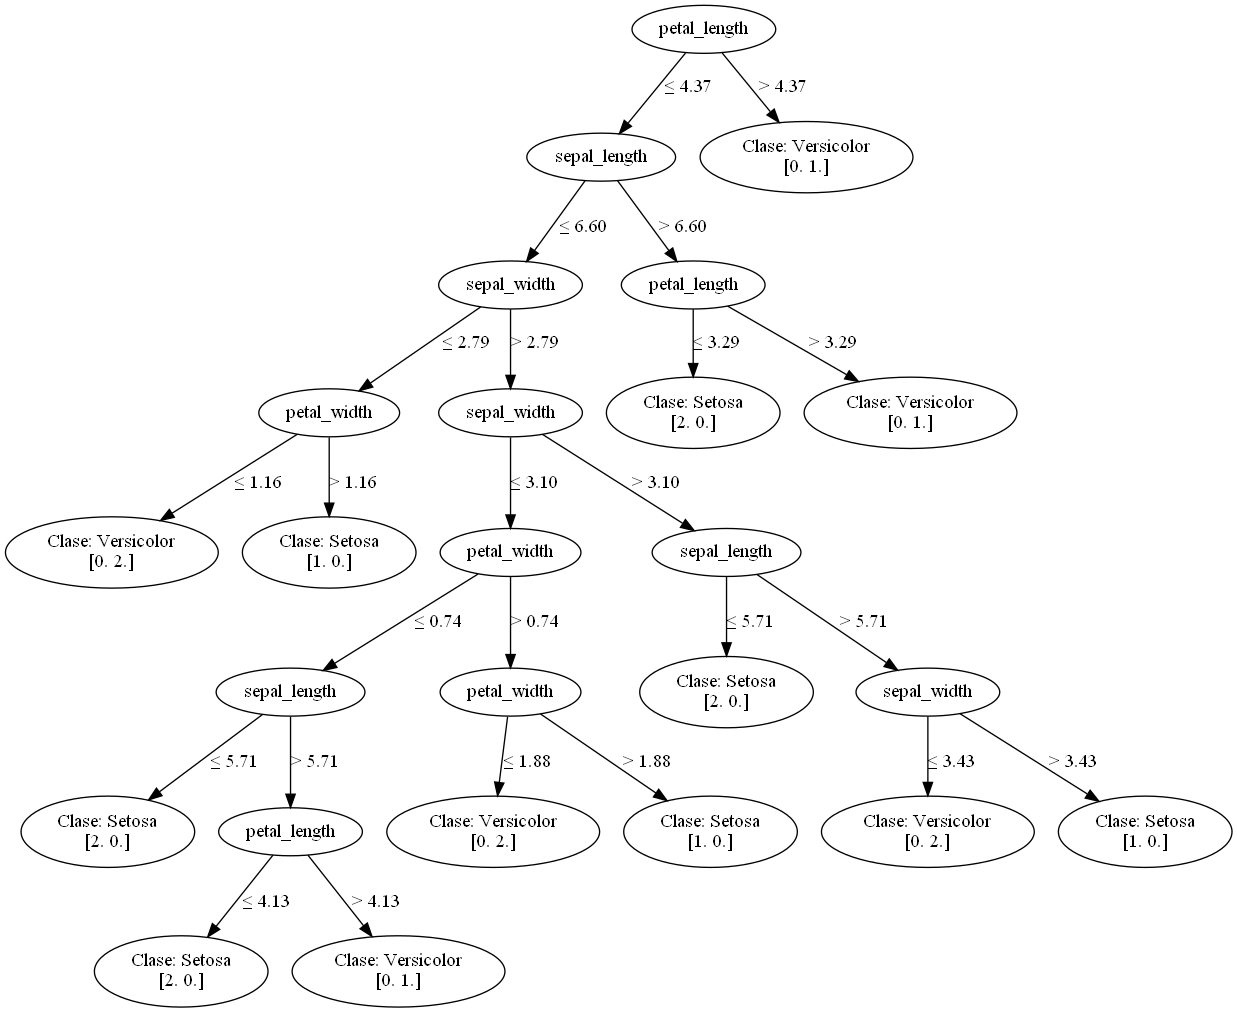 petal_length
≤ 4.37
> 4.37
sepal_length
Clase: Versicolor
[0. 1.]
≤ 6.60
> 6.60
sepal_width
petal_length
≤ 2.79
> 2.79
≤ 3.29
> 3.29
petal_width
sepal_width
Clase: Setosa
[2. 0.]
Clase: Versicolor
[0. 1.]
≤ 1.16
> 1.16
≤ 3.10
> 3.10
Clase: Versicolor
[0. 2.]
Clase: Setosa
[1. 0.]
petal_width
sepal_length
≤ 0.74
> 0.74
≤ 5.71
> 5.71
sepal_length
petal_width
Clase: Setosa
[2. 0.]
sepal_width
≤ 5.71
> 5.71
≤ 1.88
> 1.88
≤ 3.43
> 3.43
Clase: Setosa
[2. 0.]
petal_length
Clase: Versicolor
[0. 2.]
Clase: Setosa
[1. 0.]
Clase: Versicolor
[0. 2.]
Clase: Setosa
[1. 0.]
≤ 4.13
> 4.13
Clase: Setosa
[2. 0.]
Clase: Versicolor
[0. 1.]